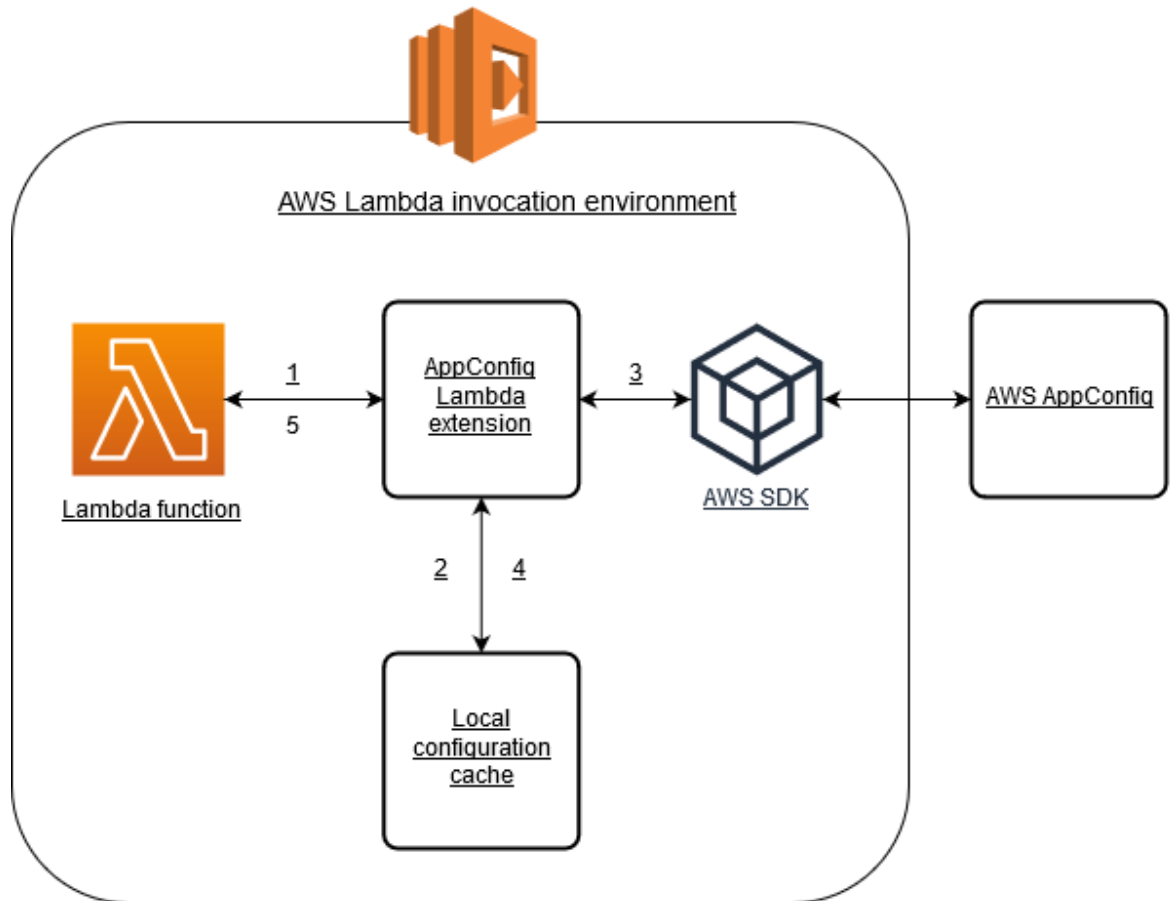 AWS Lambda invocation environment
1
5
AppConfig
Lambda
extension
3
AWS AppConfig
Lambda function
AWS SDK
2
4
Local
configuration
cache